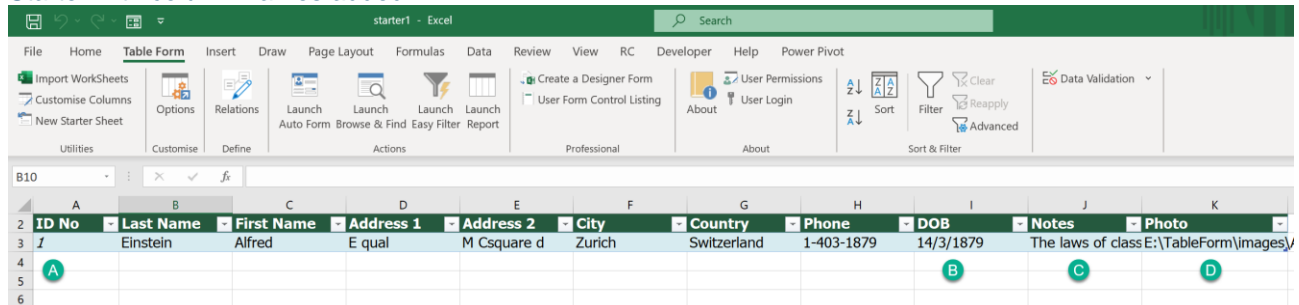 starter1 - Excel
Search
File Home Table Form Insert Draw Page Layout Formulas Data Review View RC Developer Help Power Pivot
Import WorkSheets
Customise Columns
New Starter Sheet
Utilities
Options
Customise
Relations
Define
Launch
Auto Form
Launch
Browse & Find
Launch
Easy Filter
Launch
Report
Actions
Create a Designer Form
User Form Control Listing
Professional
About
User Permissions
User Login
About
Sort
Filter
Clear
Reapply
Advanced
Sort & Filter
Data Validation
B10
fx
A B C D E F G H I J K
2 ID No Last Name First Name Address 1 Address 2 City Country Phone DOB Notes Photo
3 1 Einstein Alfred E qual M Csquare d Zurich Switzerland 1-403-1879 14/3/1879 The laws of class E:\TableForm\images\A
4
A B C D
5
6